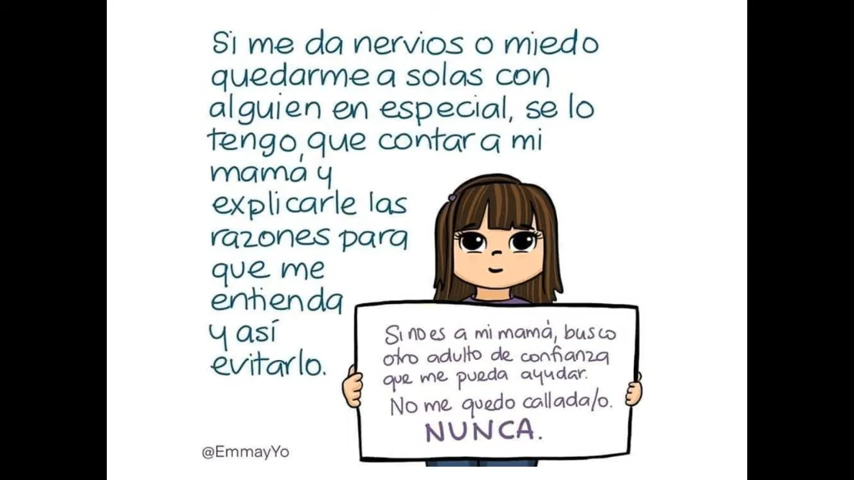 Si me da nervios o miedo
quedarme a solas con
alguien en especial, se lo
tengo que contar a mi
mamá y
explicarle las
razones para
que me
entienda
y así
evitarlo.
Si no es a mi mamá, busco
otro adulto de confianza
que me pueda ayudar.
No me quedo callada/o.
NUNCA.
@EmmayYo